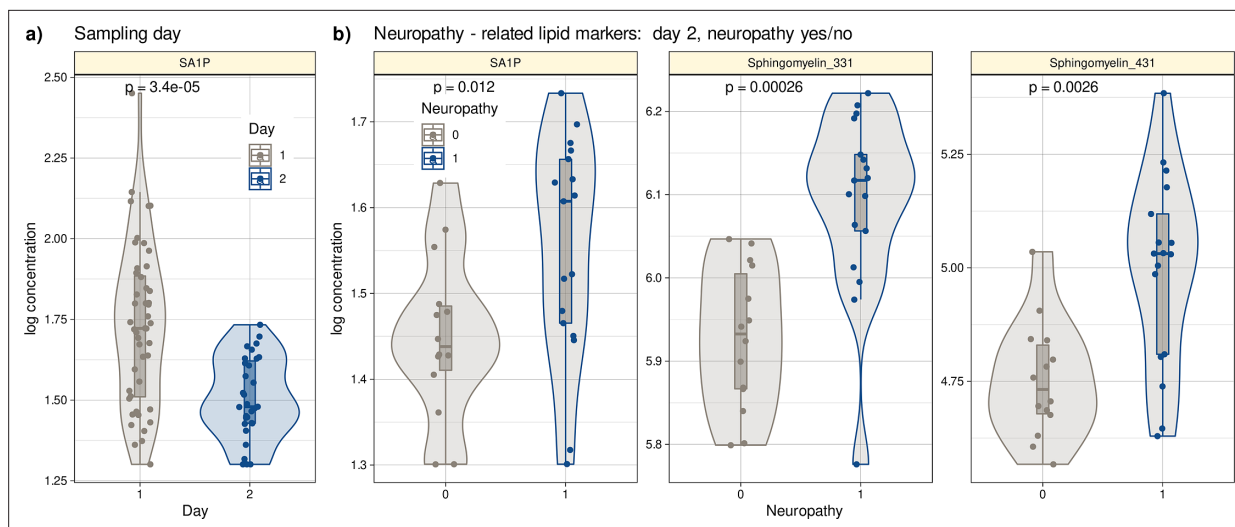 a) Sampling day
b) Neuropathy - related lipid markers: day 2, neuropathy yes/no
SA1P
SA1P
Sphingomyelin_331
Sphingomyelin_431
p = 3.4e-05
p = 0.012
p = 0.00026
p = 0.0026
Day
1
2
Neuropathy
0
1
log concentration
2.50
2.25
2.00
1.75
1.50
1.25
1
2
Day
log concentration
1.7
1.6
1.5
1.4
1.3
0
1
6.2
6.1
6.0
5.9
5.8
0
1
Neuropathy
5.25
5.00
4.75
0
1